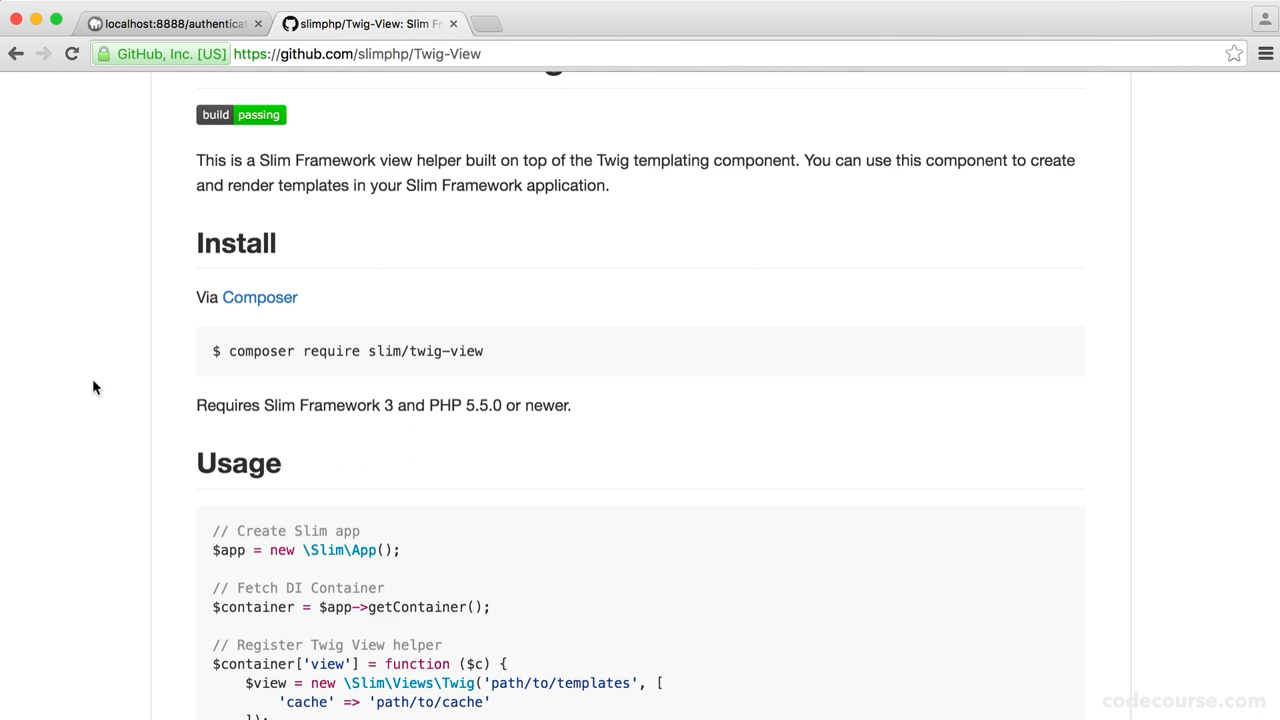 localhost:8888/authenticat
slimphp/Twig-View: Slim Fr
GitHub, Inc. [US] https://github.com/slimphp/Twig-View
build passing
This is a Slim Framework view helper built on top of the Twig templating component. You can use this component to create
and render templates in your Slim Framework application.
Install
Via Composer
$ composer require slim/twig-view
Requires Slim Framework 3 and PHP 5.5.0 or newer.
Usage
// Create Slim app
$app = new \Slim\App();
// Fetch DI Container
$container = $app->getContainer();
// Register Twig View helper
$container['view'] = function ($c) {
$view = new \Slim\Views\Twig('path/to/templates', [
'cache' => 'path/to/cache'
]);
codecourse.com